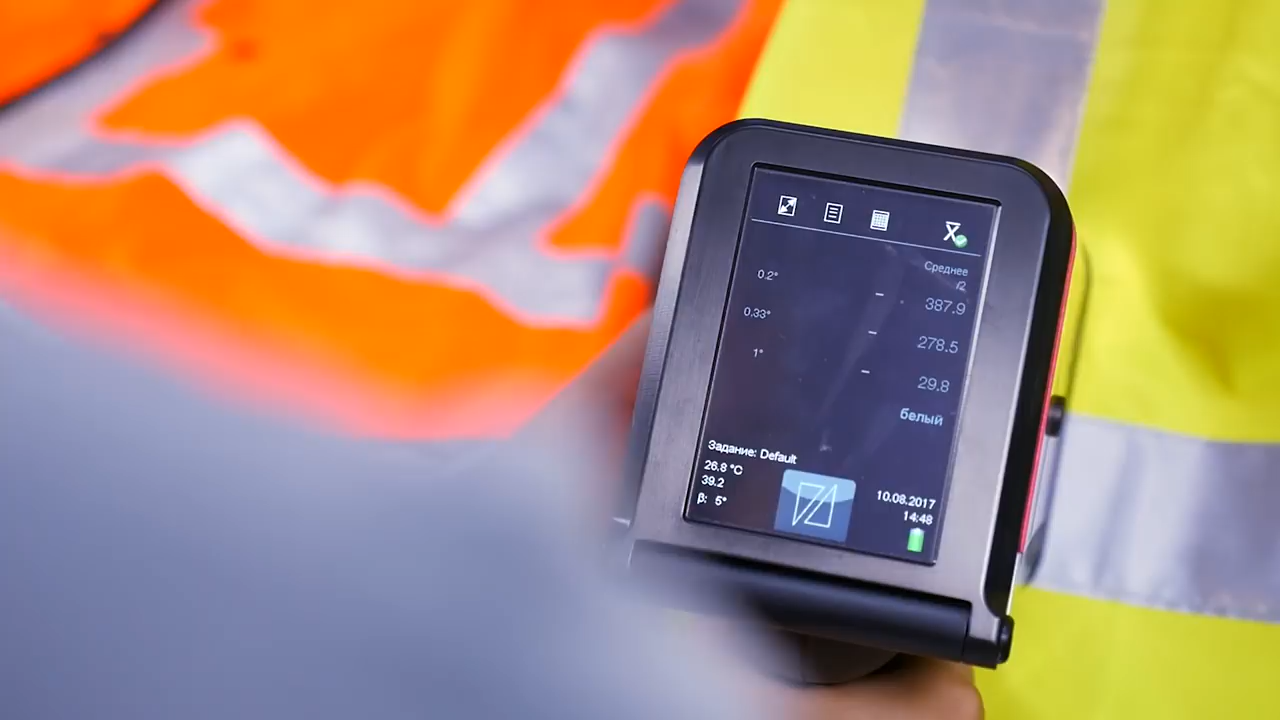 Среднее
/2
0.2° - 387.9
0.33° - 278.5
1° - 29.8
белый
Задание: Default
26.8 °C
39.2
β: 5°
10.08.2017
14:48